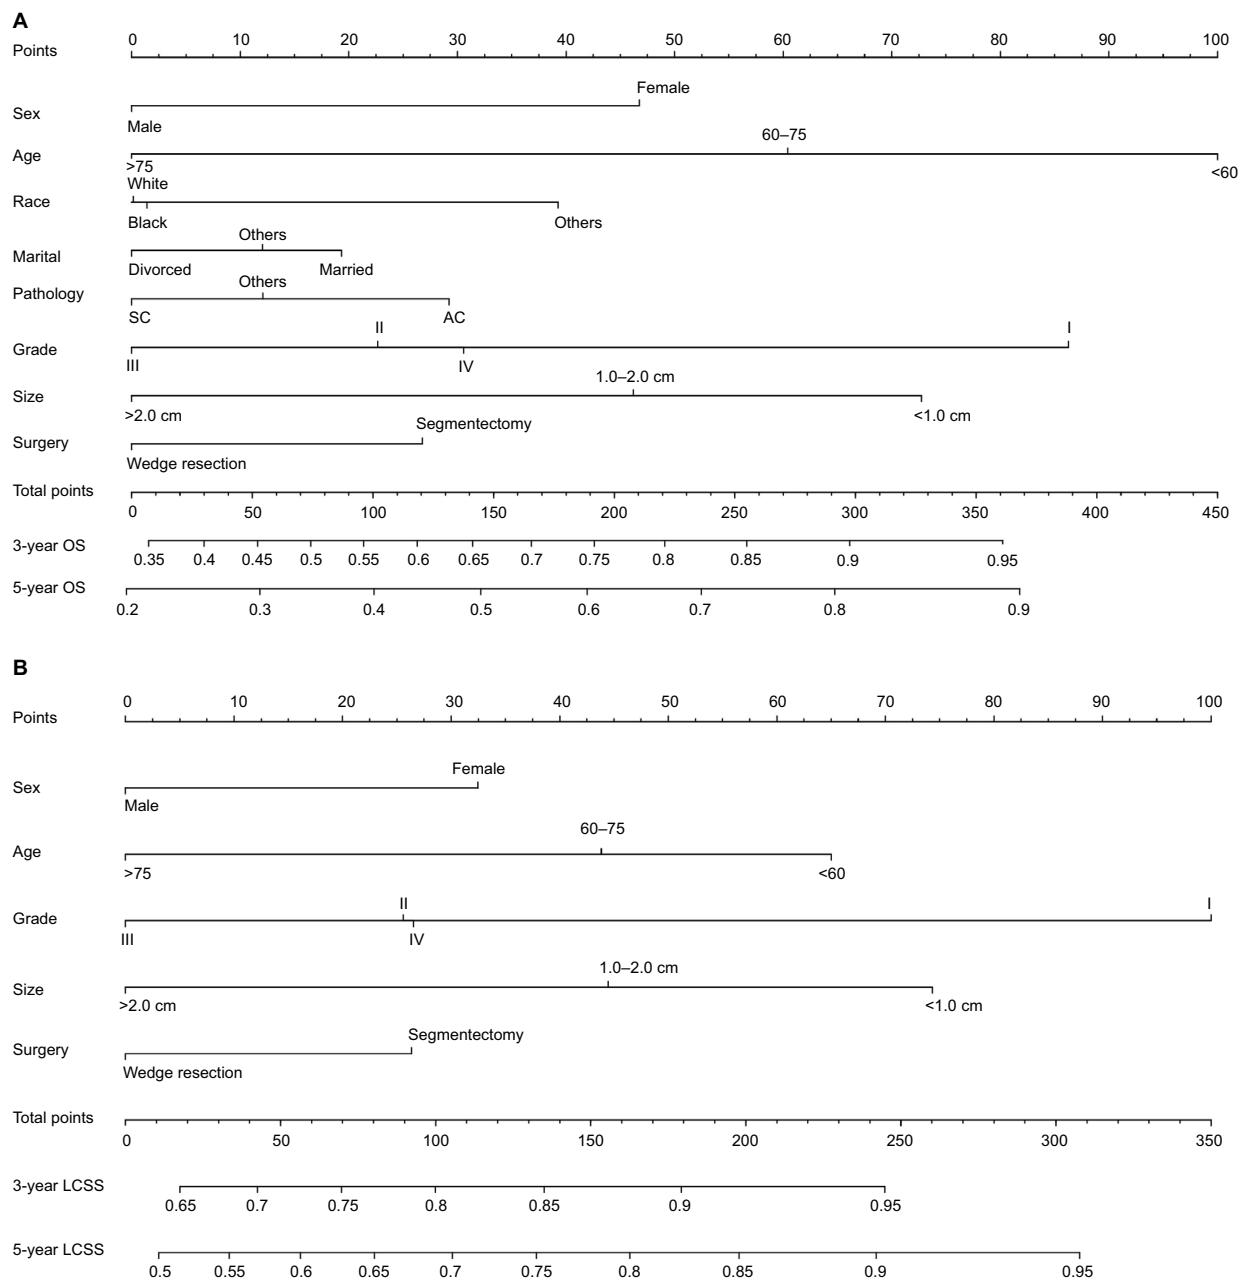 A
Points 0 10 20 30 40 50 60 70 80 90 100
Female
Sex
Male
60–75
Age
>75 <60
White
Race
Black Others
Others
Marital
Divorced Married
Others
Pathology
SC AC
II I
Grade
III IV
1.0–2.0 cm
Size
>2.0 cm <1.0 cm
Segmentectomy
Surgery
Wedge resection
Total points
0 50 100 150 200 250 300 350 400 450
3-year OS
0.35 0.4 0.45 0.5 0.55 0.6 0.65 0.7 0.75 0.8 0.85 0.9 0.95
5-year OS
0.2 0.3 0.4 0.5 0.6 0.7 0.8 0.9
B
0 10 20 30 40 50 60 70 80 90 100
Points
Female
Sex
Male
60–75
Age
>75 <60
II I
Grade
III IV
1.0–2.0 cm
Size
>2.0 cm <1.0 cm
Segmentectomy
Surgery
Wedge resection
Total points
0 50 100 150 200 250 300 350
3-year LCSS
0.65 0.7 0.75 0.8 0.85 0.9 0.95
5-year LCSS
0.5 0.55 0.6 0.65 0.7 0.75 0.8 0.85 0.9 0.95